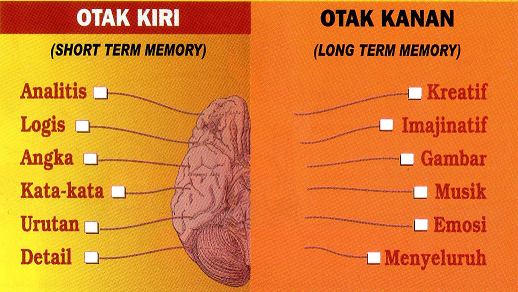 OTAK KIRI
(SHORT TERM MEMORY)
Analitis
Logis
Angka
Kata-kata
Urutan
Detail
OTAK KANAN
(LONG TERM MEMORY)
Kreatif
Imajinatif
Gambar
Musik
Emosi
Menyeluruh